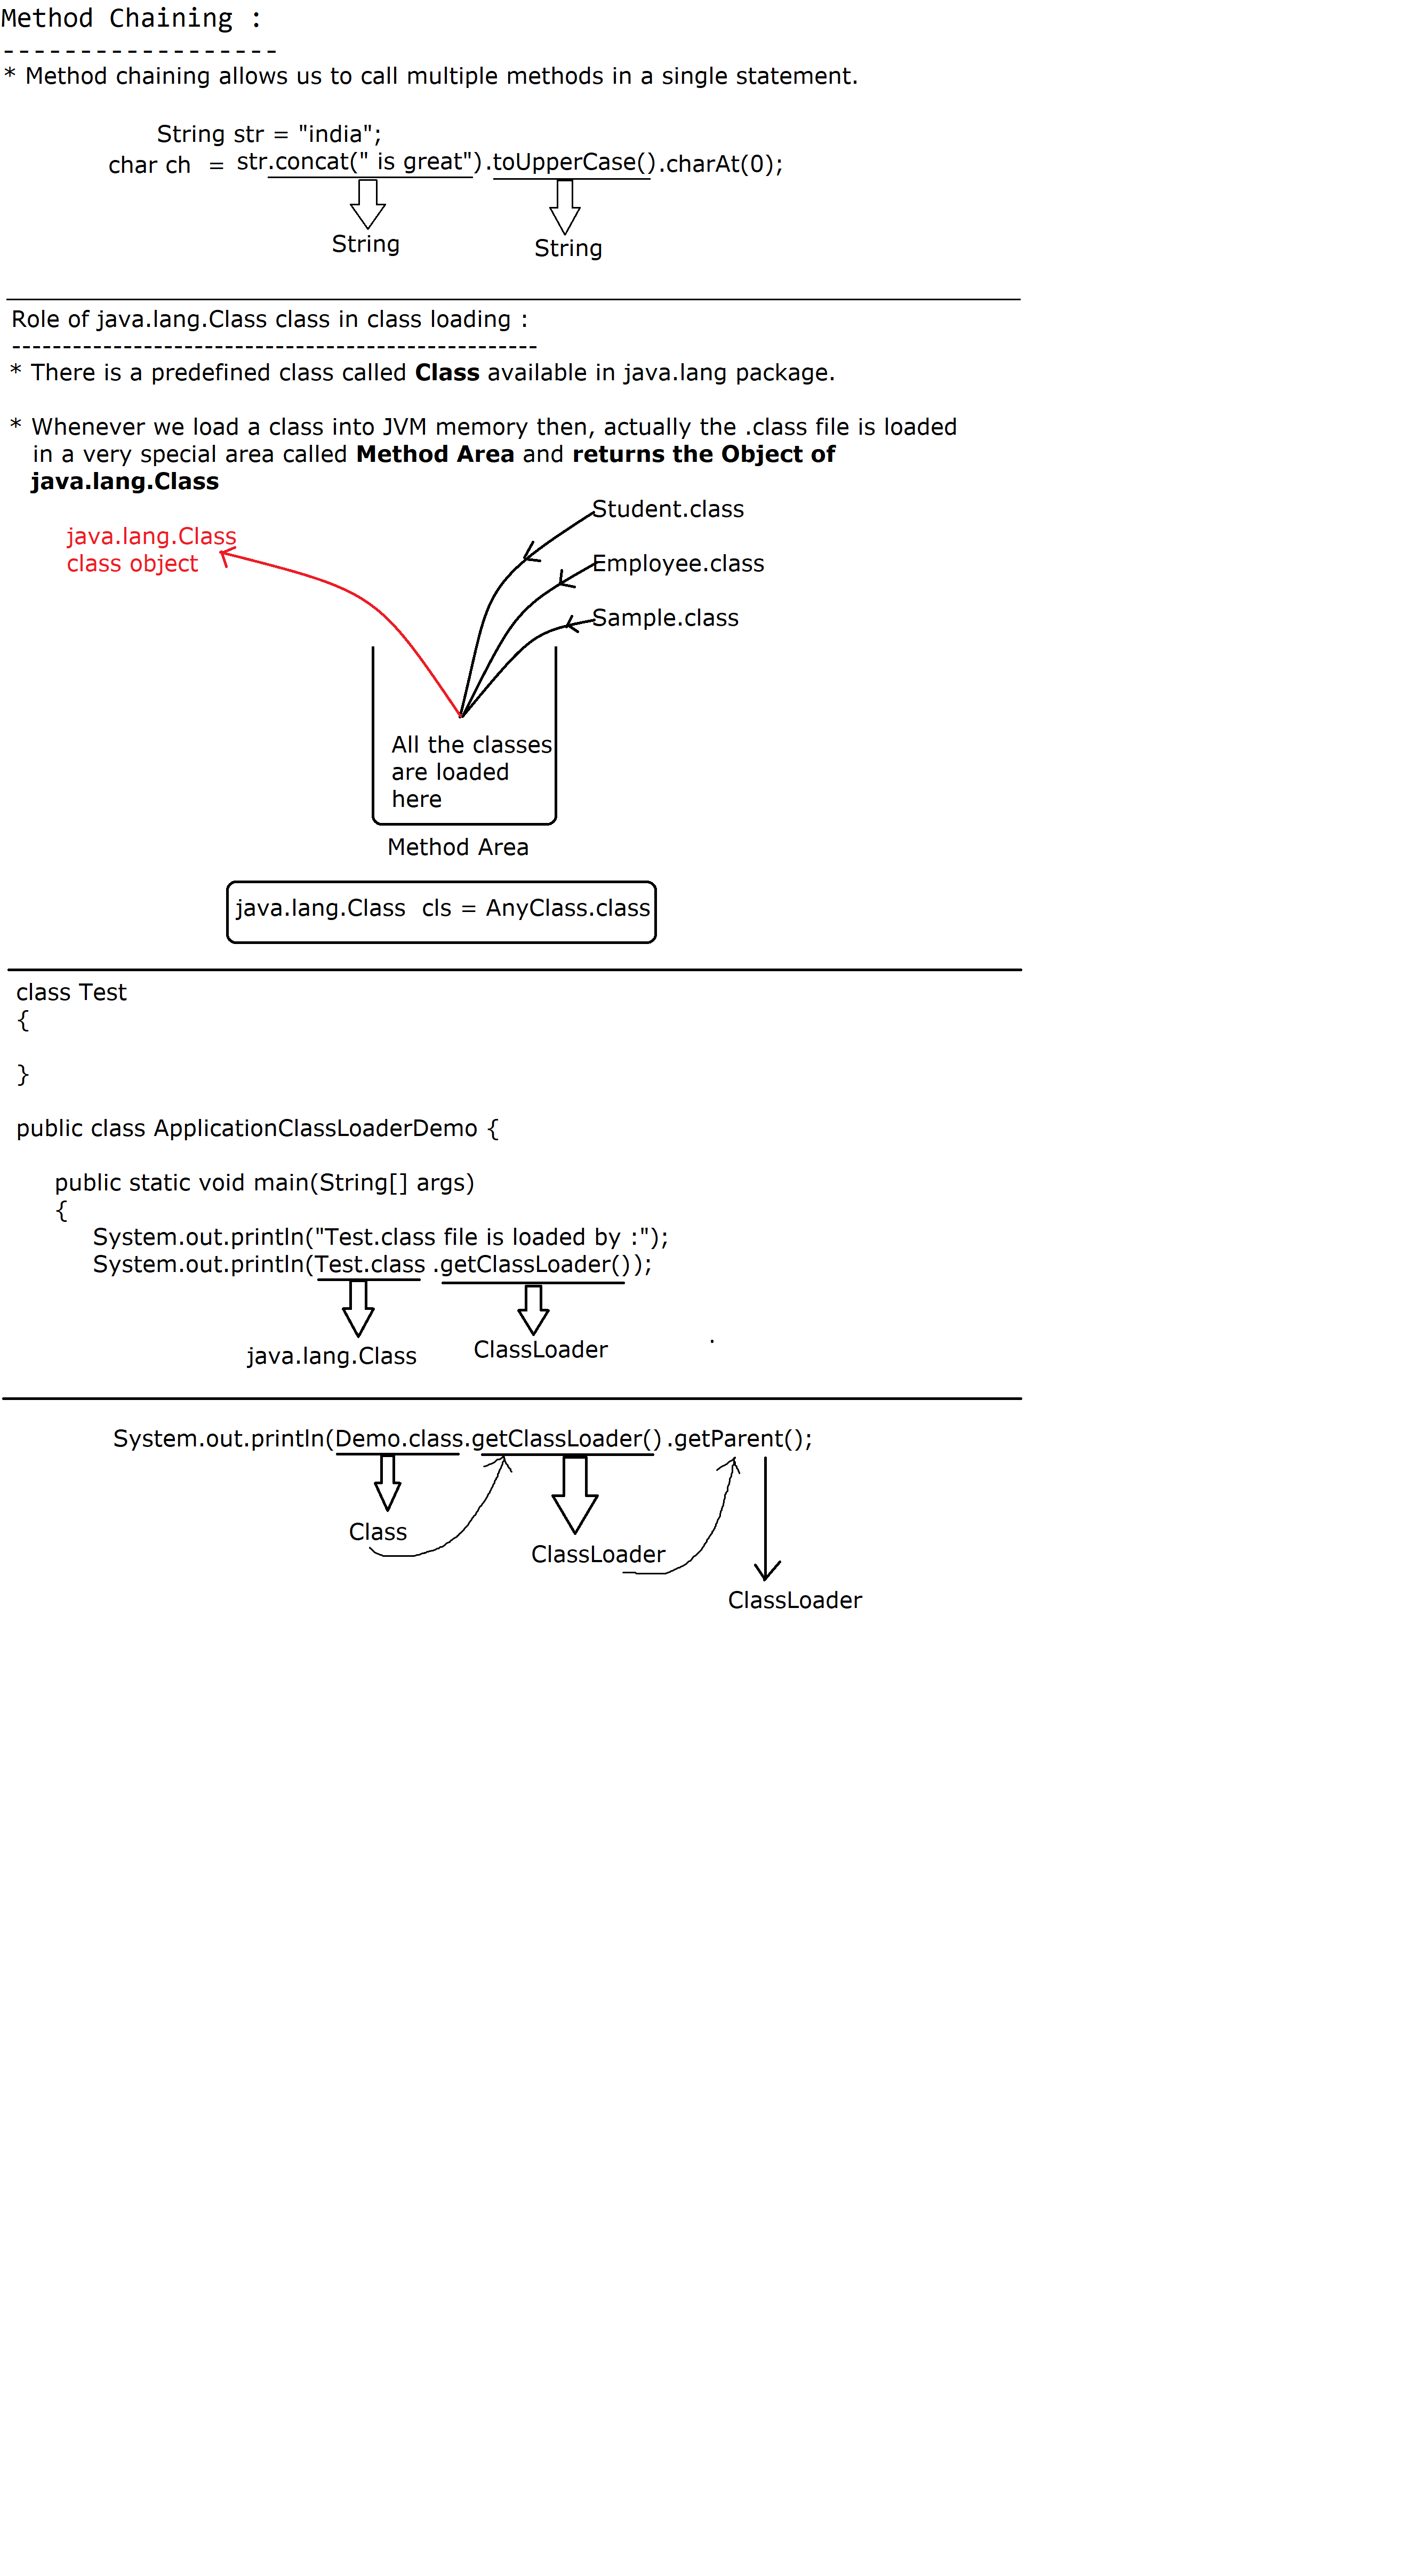 Method Chaining :
------------------
* Method chaining allows us to call multiple methods in a single statement.
String str = "india";
char ch  = str.concat(" is great").toUpperCase().charAt(0);
String
String
Role of java.lang.Class class in class loading :
----------------------------------------------------
* There is a predefined class called Class available in java.lang package.
* Whenever we load a class into JVM memory then, actually the .class file is loaded
in a very special area called Method Area and returns the Object of
java.lang.Class
Student.class
java.lang.Class
class object
Employee.class
Sample.class
All the classes
are loaded
here
Method Area
java.lang.Class  cls = AnyClass.class
class Test
{
}
public class ApplicationClassLoaderDemo {
public static void main(String[] args)
{
System.out.println("Test.class file is loaded by :");
System.out.println(Test.class .getClassLoader());
java.lang.Class
ClassLoader
.
System.out.println(Demo.class.getClassLoader().getParent();
Class
ClassLoader
ClassLoader